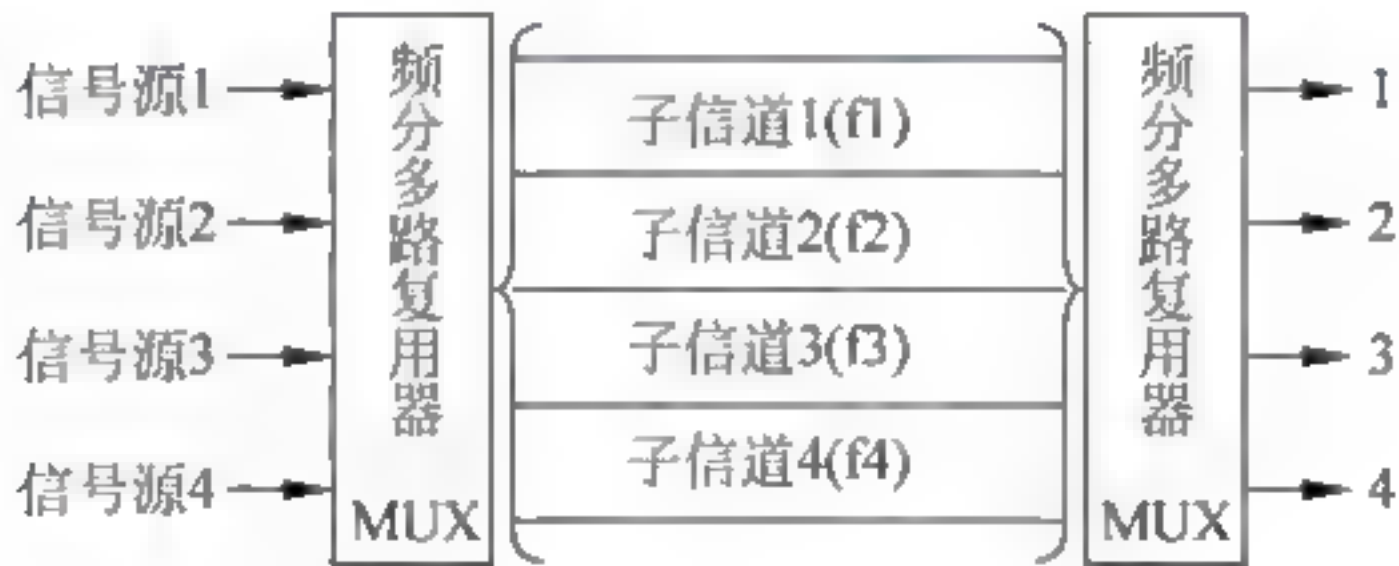 信号源1
信号源2
信号源3
信号源4
频分多路复用器
MUX
子信道1(f1)
子信道2(f2)
子信道3(f3)
子信道4(f4)
频分多路复用器
MUX
1
2
3
4